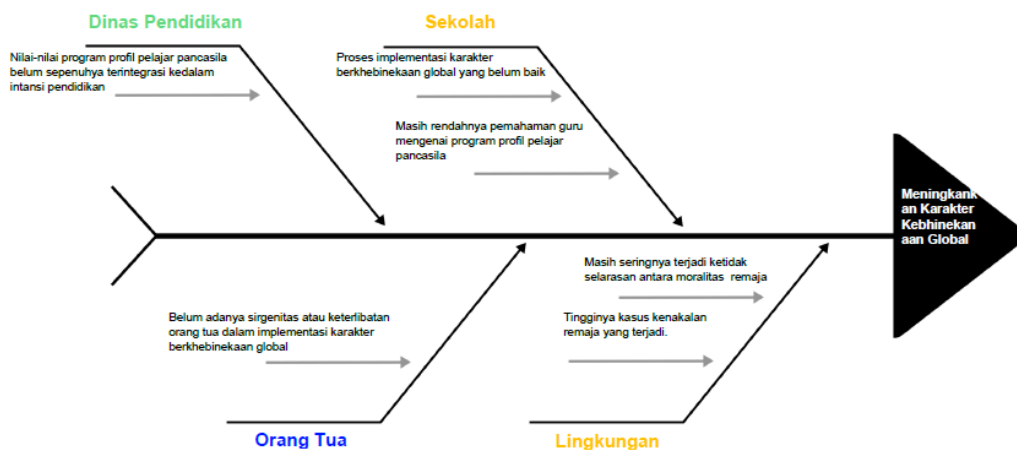 Dinas Pendidikan
Nilai-nilai program profil pelajar pancasila
belum sepenuhya terintegrasi kedalam
intansi pendidikan
Sekolah
Proses implementasi karakter
berkhebinekaan global yang belum baik
Masih rendahnya pemahaman guru
mengenai program profil pelajar
pancasila
Meningkank
an Karakter
Kebhinekan
aan Global
Belum adanya sirgenitas atau keterlibatan
orang tua dalam implementasi karakter
berkhebinekaan global
Orang Tua
Masih seringnya terjadi ketidak
selarasan antara moralitas remaja
Tingginya kasus kenakalan
remaja yang terjadi.
Lingkungan